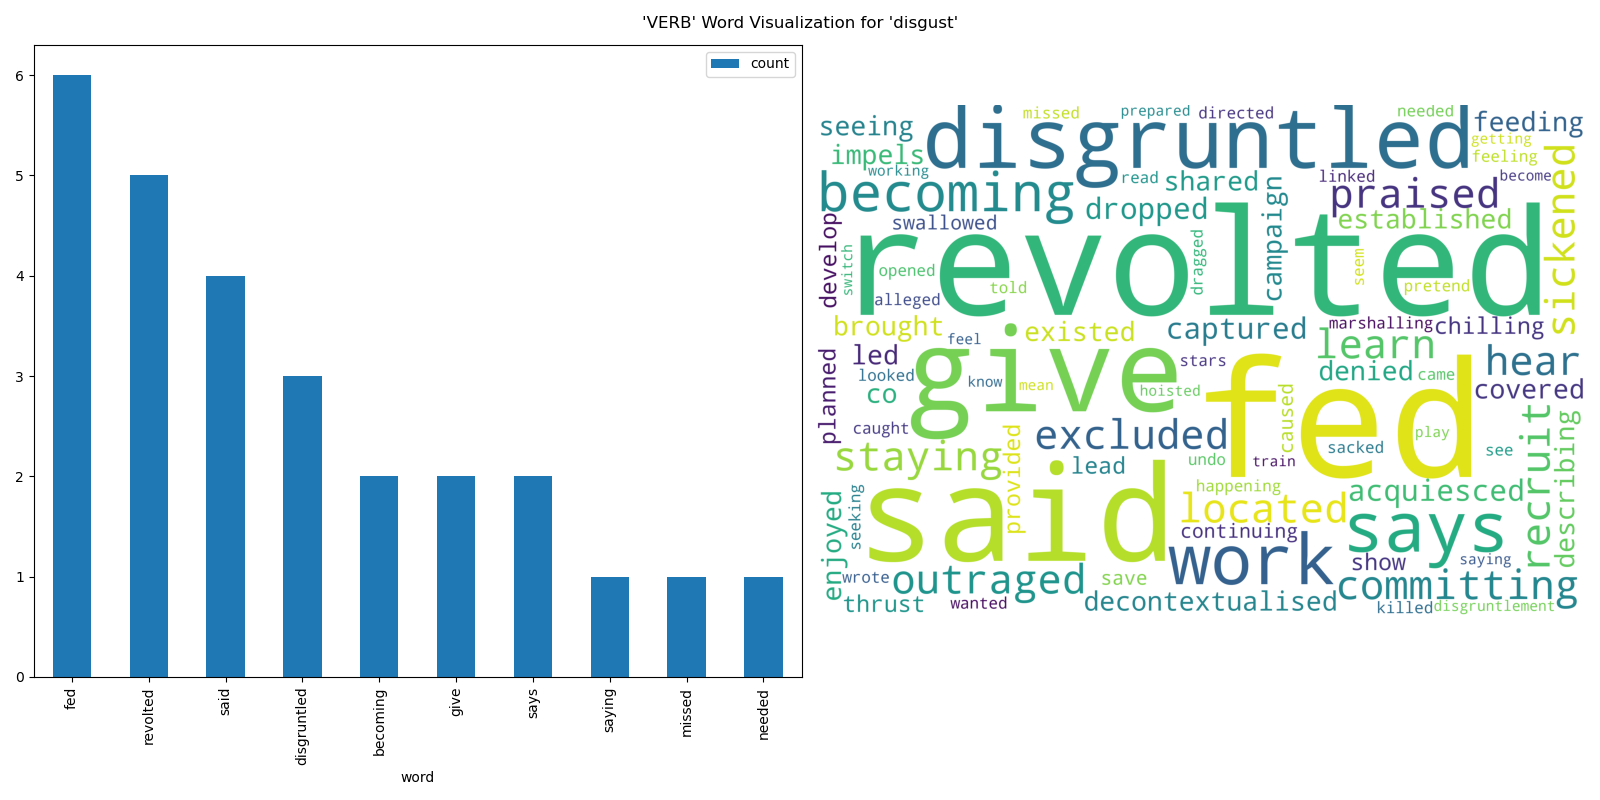 'VERB' Word Visualization for 'disgust'
count
6
5
4
3
2
1
0
fed
revolted
said
disgruntled
becoming
give
says
saying
missed
needed
word
missed
prepared
directed
needed
seeing
disgruntled
feeding
getting
impels
feeling
working
becoming
read
shared
linked
become
praised
dropped
campaign
sickened
develop
swallowed
established
revolted
switch
opened
dragged
seem
told
pretend
alleged
brought
existed
captured
marshalling
chilling
feel
learn
planned
led
give
stars
hear
looked
know
mean
hoisted
denied
came
covered
co
fed
caused
caught
excluded
play
recruit
describing
sacked
see
staying
provided
lead
undo
train
happening
acquiesced
enjoyed
seeking
said
located
says
continuing
work
show
saying
wrote
outraged
save
committing
thrust
wanted
decontextualised
killed
disgruntlement